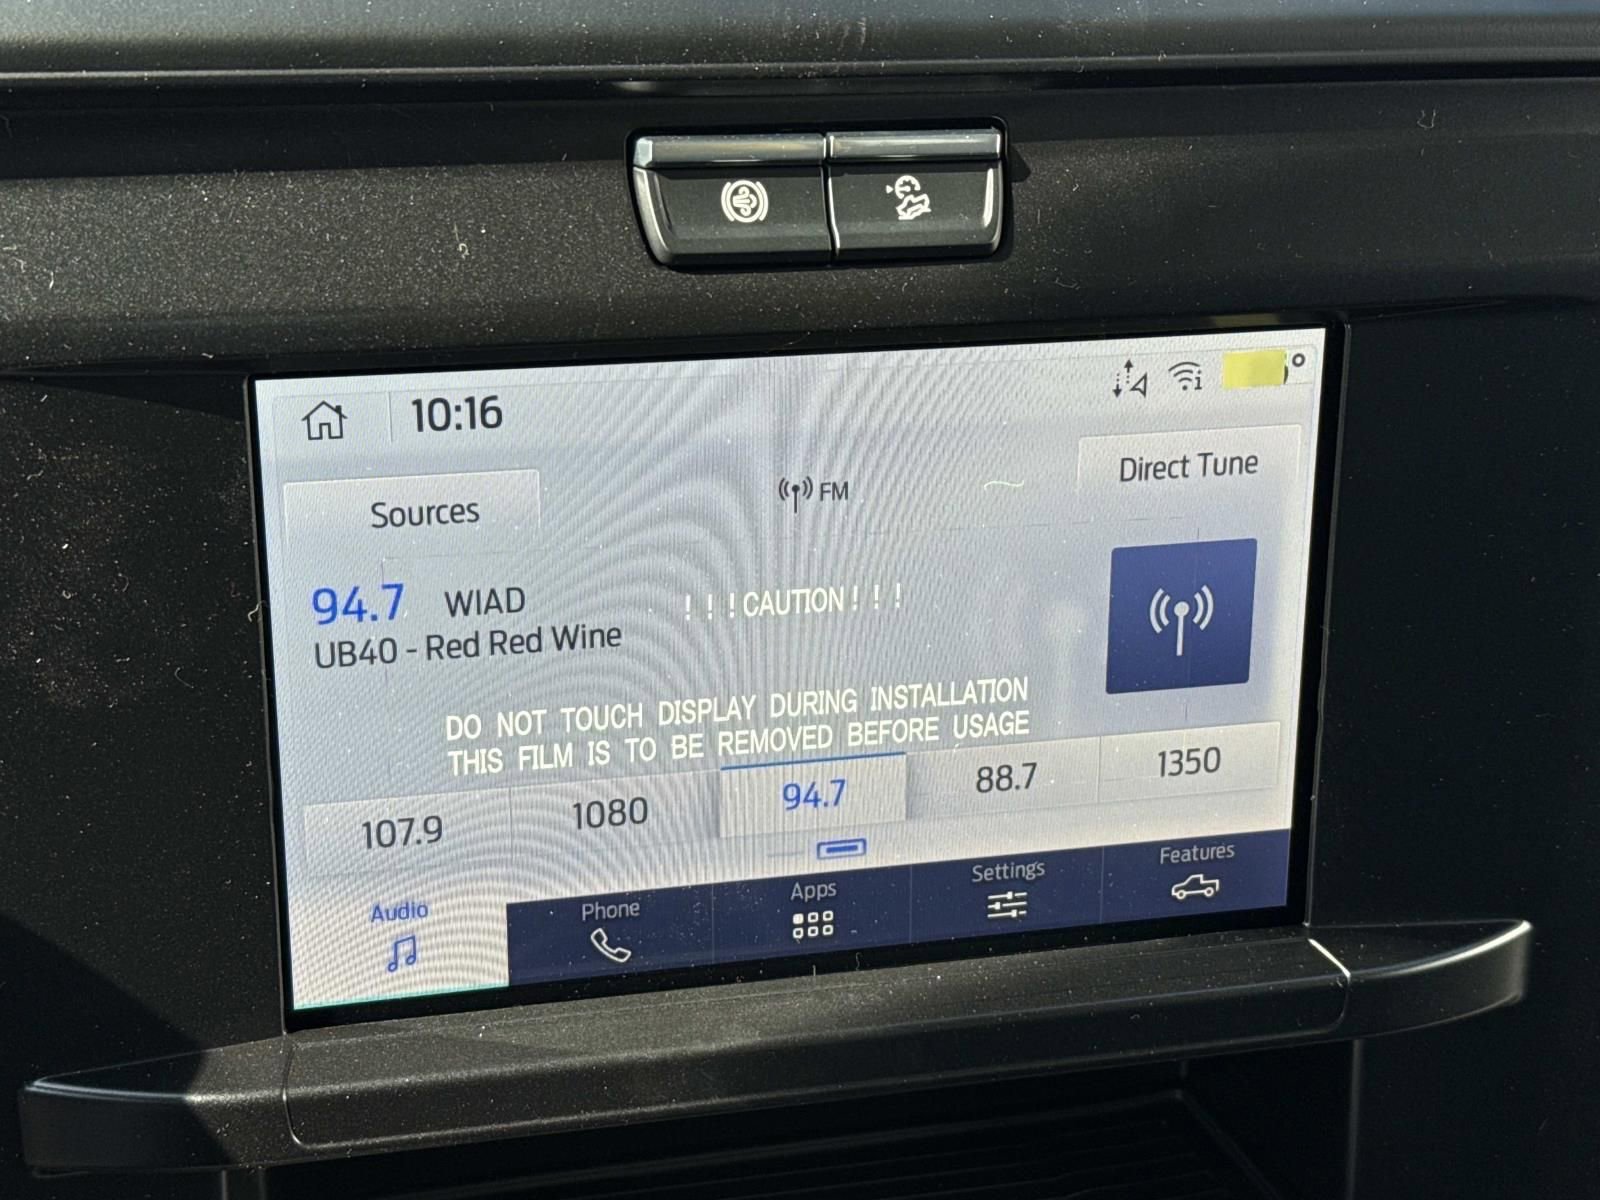 10:16
Direct Tune
Sources
FM
94.7 WIAD
UB40 - Red Red Wine
! ! ! CAUTION ! ! !
DO NOT TOUCH DISPLAY DURING INSTALLATION
THIS FILM IS TO BE REMOVED BEFORE USAGE
107.9 1080 94.7 88.7 1350
Audio Phone Apps Settings Features